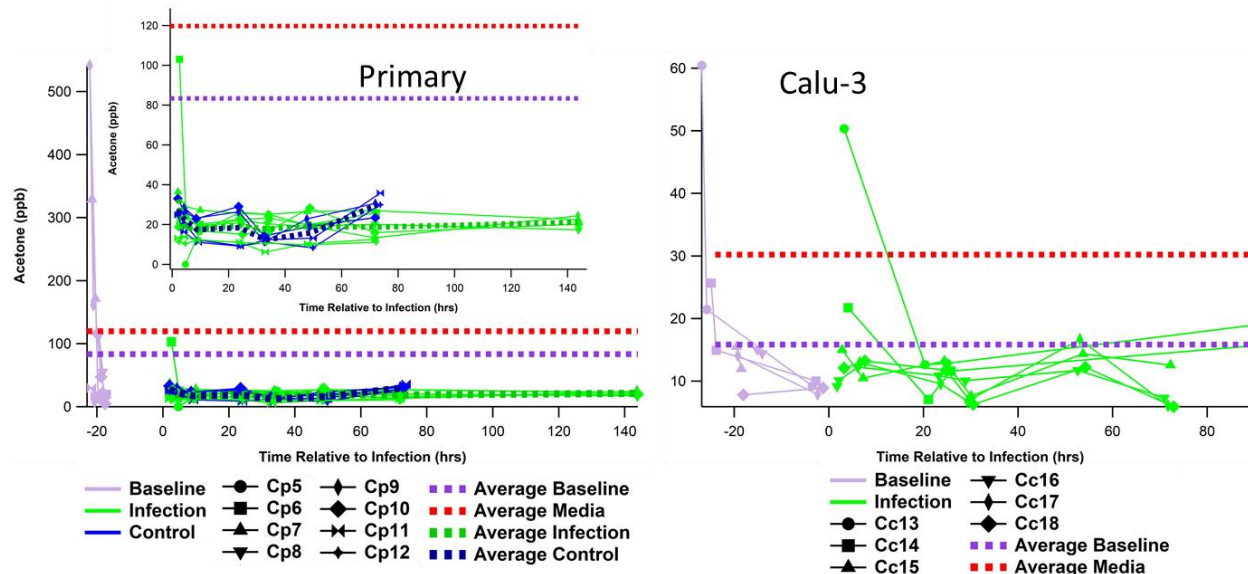 Primary
Acetone (ppb)
120
100
80
60
40
20
0
0 20 40 60 80 100 120 140
Time Relative to Infection (hrs)
Acetone (ppb)
500
400
300
200
100
0
-20 0 20 40 60 80 100 120 140
Time Relative to Infection (hrs)
Baseline
Infection
Control
Cp5
Cp6
Cp7
Cp8
Cp9
Cp10
Cp11
Cp12
Average Baseline
Average Media
Average Infection
Average Control
Calu-3
60
50
40
30
20
10
-20 0 20 40 60 80
Time Relative to Infection (hrs)
Baseline
Infection
Cc13
Cc14
Cc15
Cc16
Cc17
Cc18
Average Baseline
Average Media